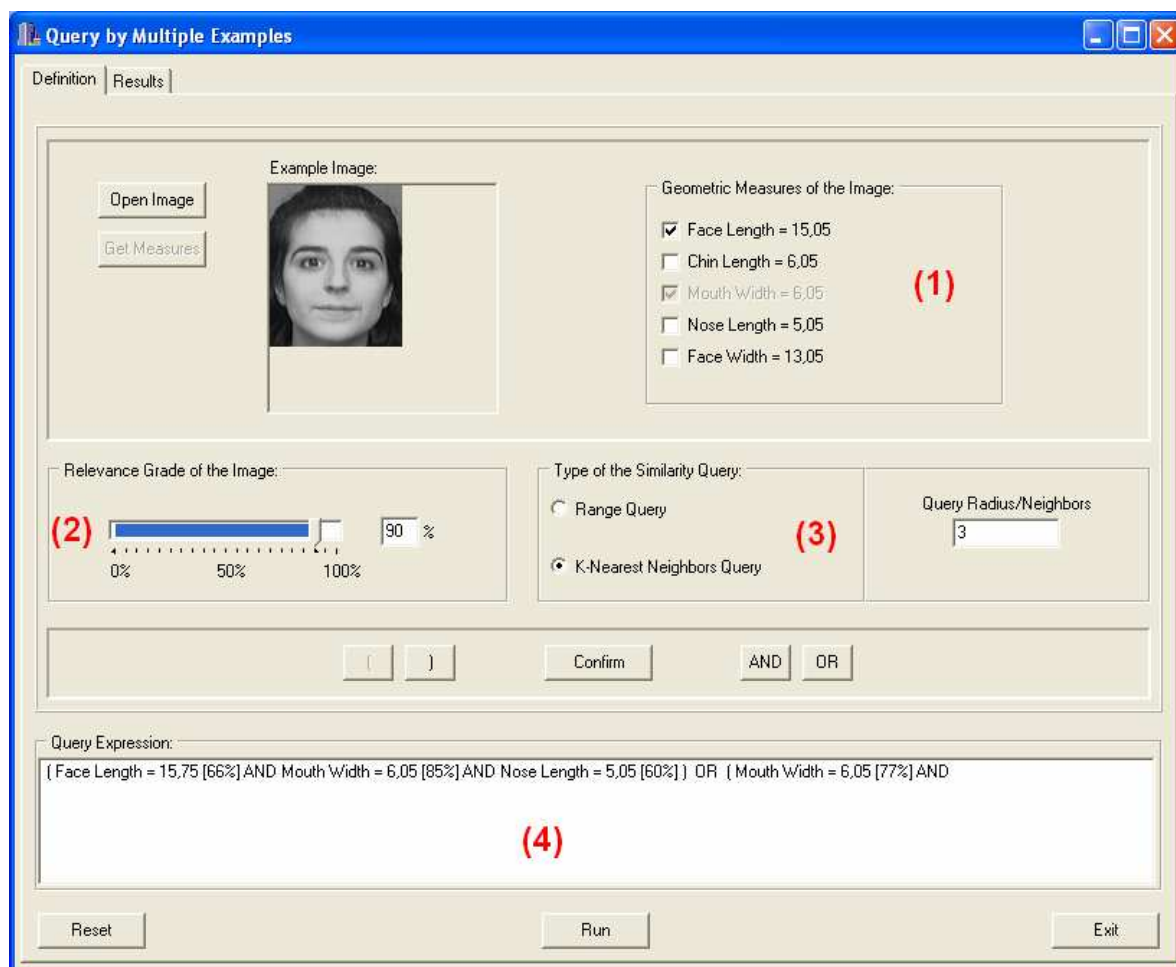 Query by Multiple Examples
Definition
Results
Example Image:
Open Image
Get Measures
Geometric Measures of the Image:
Face Length = 15,05
Chin Length = 6,05
Mouth Width = 6,05
Nose Length = 5,05
Face Width = 13,05
(1)
Relevance Grade of the Image:
(2)
90 %
0% 50% 100%
Type of the Similarity Query:
Range Query
K-Nearest Neighbors Query
(3)
Query Radius/Neighbors
3
( ) Confirm AND OR
Query Expression:
( Face Length = 15,75 [66%] AND Mouth Width = 6,05 [85%] AND Nose Length = 5,05 [60%] ) OR ( Mouth Width = 6,05 [77%] AND
(4)
Reset Run Exit